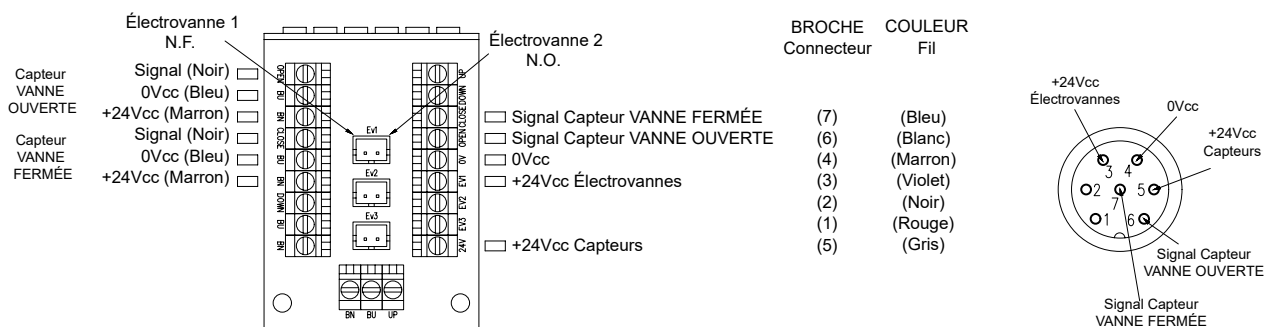 Électrovanne 1
N.F.
Électrovanne 2
N.O.
Capteur
VANNE
OUVERTE
Signal (Noir)
0Vcc (Bleu)
+24Vcc (Marron)
Capteur
VANNE
FERMÉE
Signal (Noir)
0Vcc (Bleu)
+24Vcc (Marron)
OPEN
BU
BN
CLOSE
BU
BN
DOWN
BU
BN
Ev1
Ev2
Ev3
UP
DOWN
CLOSE
OPEN
0V
EV1
EV2
EV3
24V
BN BU UP
Signal Capteur VANNE FERMÉE
Signal Capteur VANNE OUVERTE
0Vcc
+24Vcc Électrovannes
+24Vcc Capteurs
BROCHE COULEUR
Connecteur Fil
(7) (Bleu)
(6) (Blanc)
(4) (Marron)
(3) (Violet)
(2) (Noir)
(1) (Rouge)
(5) (Gris)
+24Vcc
Électrovannes
0Vcc
+24Vcc
Capteurs
3 4
2 5
7
1 6
Signal Capteur
VANNE OUVERTE
Signal Capteur
VANNE FERMÉE